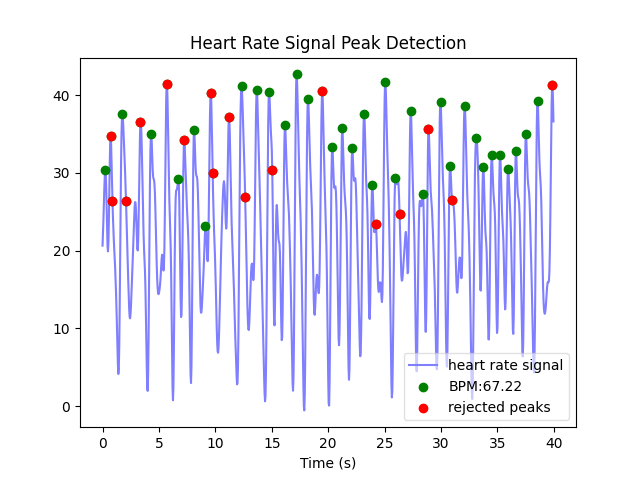 Heart Rate Signal Peak Detection
40
30
20
10
0
heart rate signal
BPM:67.22
rejected peaks
0 5 10 15 20 25 30 35 40
Time (s)